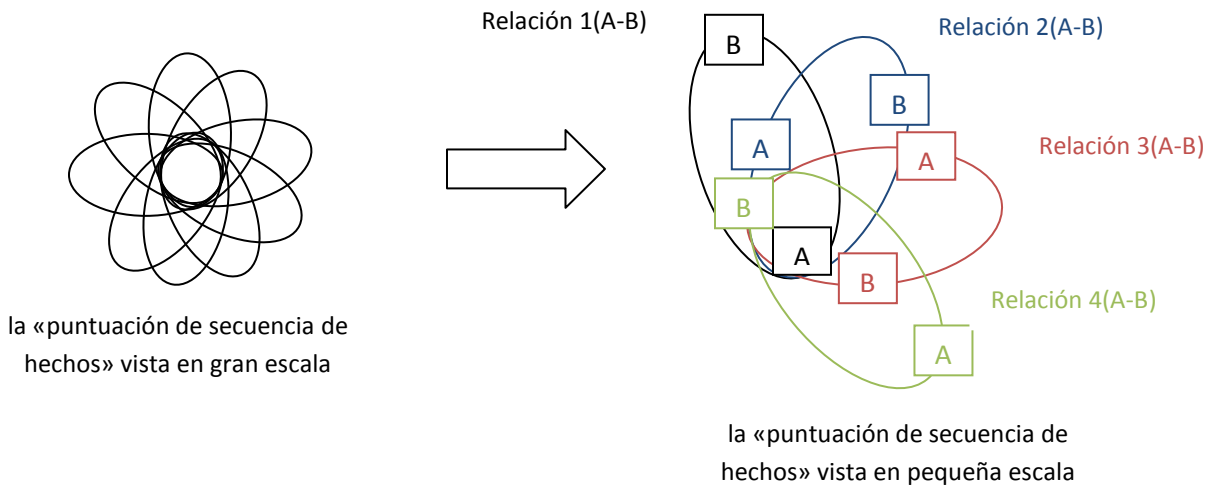 Relación 1(A-B)
B
Relación 2(A-B)
B
A
Relación 3(A-B)
A
B
A
B
Relación 4(A-B)
A
la «puntuación de secuencia de
hechos» vista en gran escala
la «puntuación de secuencia de
hechos» vista en pequeña escala